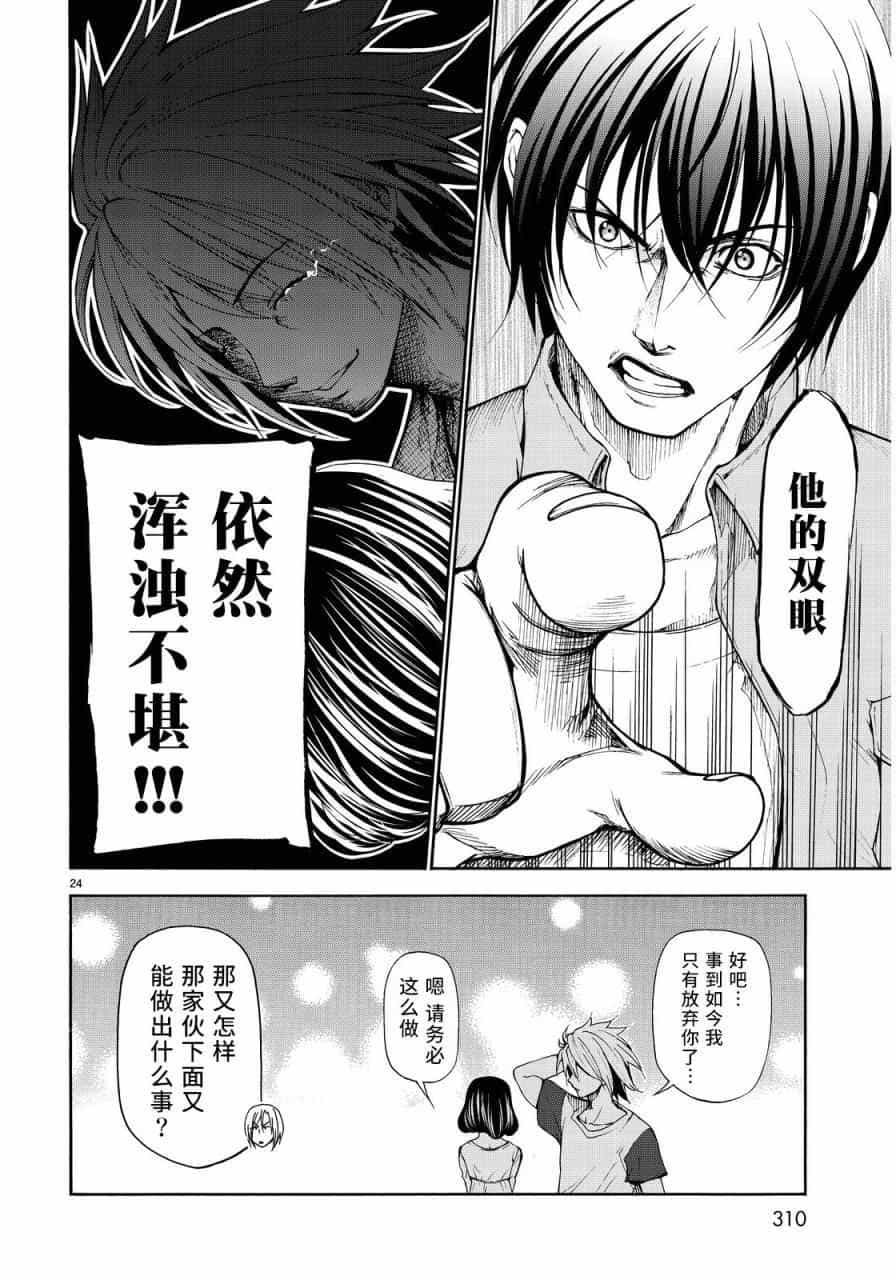 他的双眼
依然
浑浊不堪!!!
24
好吧…
事到如今我
只有放弃你了…
嗯 请务必
这么做
那又怎样
那家伙下面又
能做出什么事？
310